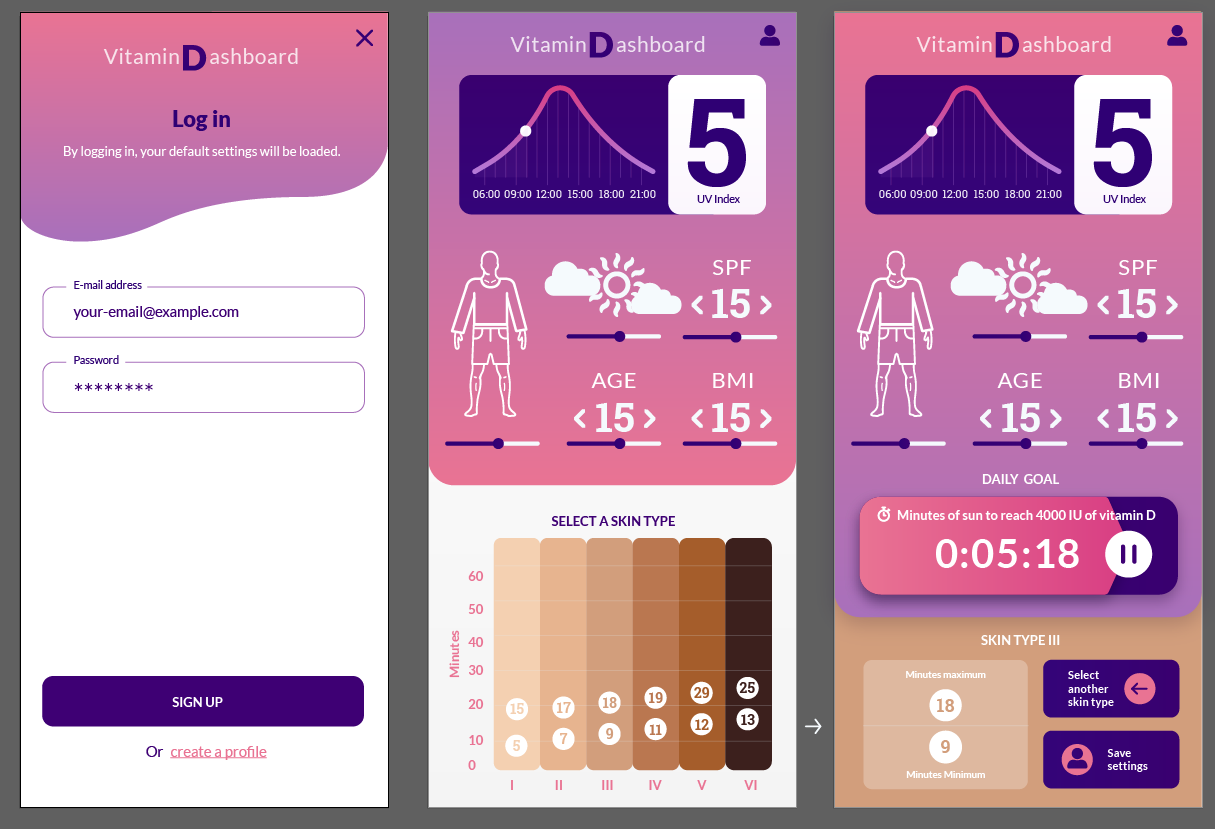 VitaminDashboard
Log in
By logging in, your default settings will be loaded.
E-mail address
your-email@example.com
Password
********
SIGN UP
Or create a profile
VitaminDashboard
5
UV Index
06:00 09:00 12:00 15:00 18:00 21:00
SPF
< 15 >
AGE
BMI
< 15 >
< 15 >
SELECT A SKIN TYPE
Minutes
60
50
40
30
20
10
0
15 17 18 19 29 25
5 7 9 11 12 13
I II III IV V VI
→
VitaminDashboard
5
UV Index
06:00 09:00 12:00 15:00 18:00 21:00
SPF
< 15 >
AGE
BMI
< 15 >
< 15 >
DAILY GOAL
Minutes of sun to reach 4000 IU of vitamin D
0:05:18
SKIN TYPE III
Minutes maximum
18
9
Minutes Minimum
Select
another
skin type
Save
settings